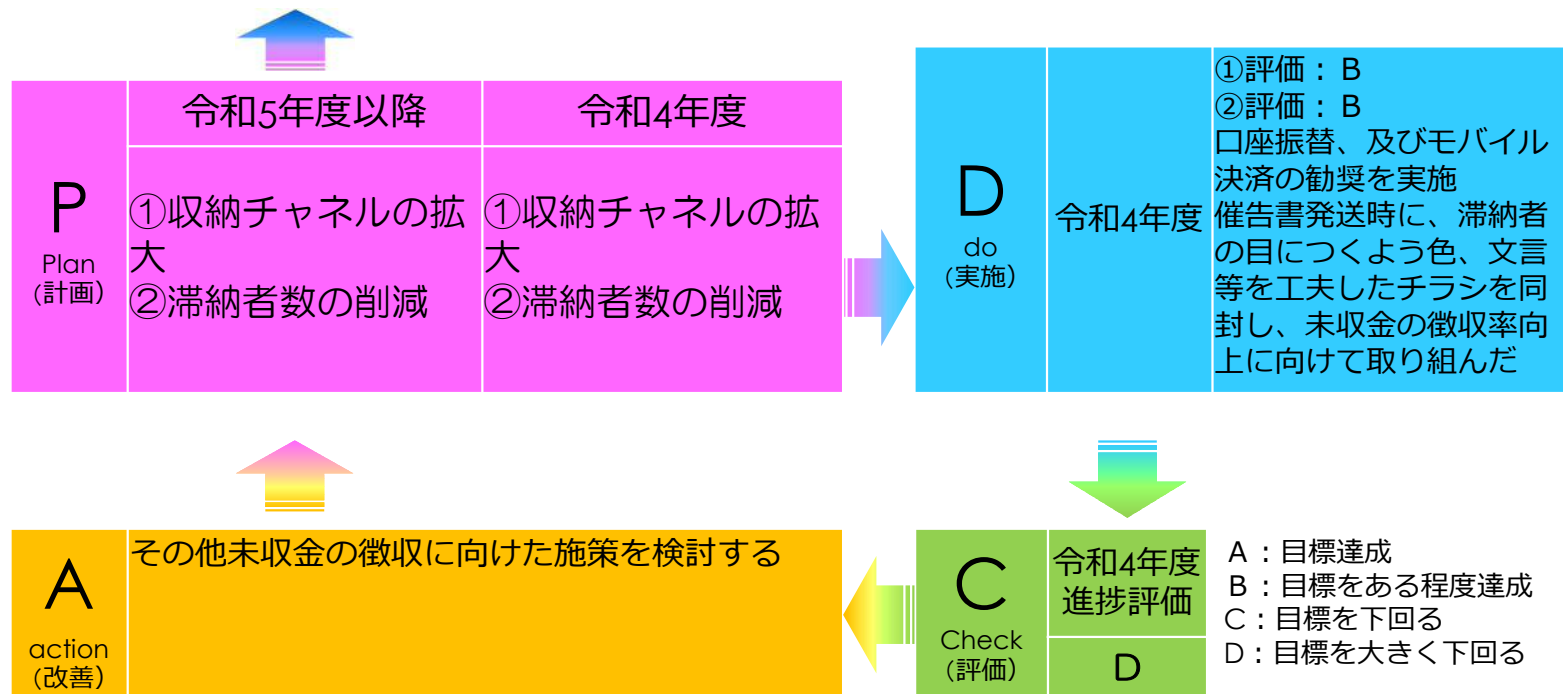 P
Plan
(計画)
令和5年度以降
①収納チャネルの拡
大
②滞納者数の削減
令和4年度
①収納チャネルの拡
大
②滞納者数の削減
D
do
(実施)
令和4年度
①評価：B
②評価：B
口座振替、及びモバイル
決済の勧奨を実施
催告書発送時に、滞納者
の目につくよう色、文言
等を工夫したチラシを同
封し、未収金の徴収率向
上に向けて取り組んだ
A
action
(改善)
その他未収金の徴収に向けた施策を検討する
C
Check
(評価)
令和4年度
進捗評価
D
A：目標達成
B：目標をある程度達成
C：目標を下回る
D：目標を大きく下回る